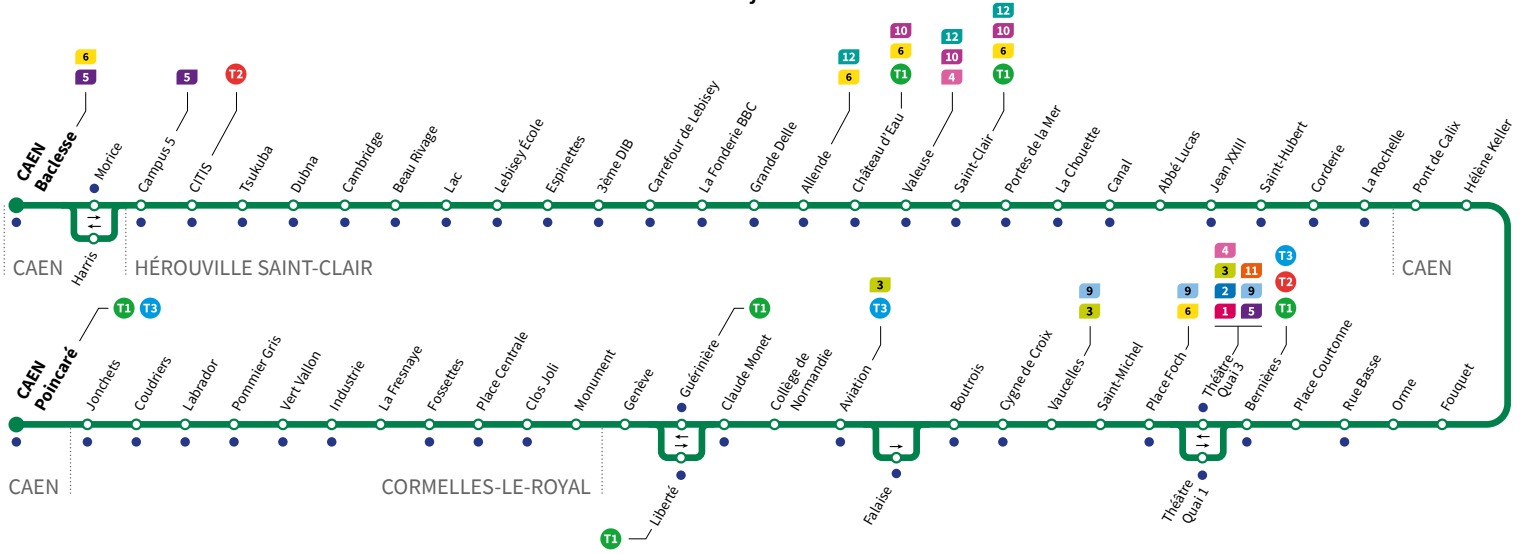 12
10
6
T1
10
6
T1
12
10
4
12
6
6
5
5
T2
CAEN
Baclesse
Morice
Campus 5
CITIS
Tsukuba
Dubna
Cambridge
Beau Rivage
Lac
Lebisey École
Espinettes
3ème DIB
Carrefour de Lebisey
La Fonderie BBC
Grande Delle
Allende
Château d'Eau
Valeuse
Saint-Clair
Portes de la Mer
La Chouette
Canal
Abbé Lucas
Jean XXIII
Saint-Hubert
Corderie
La Rochelle
Pont de Calix
Hélène Keller
Harris
CAEN
HÉROUVILLE SAINT-CLAIR
CAEN
T1 T3
T1
3
T3
9
3
9
6
4
3 11
2 9
1 5
T3
T2
T1
CAEN
Poincaré
Jonchets
Coudriers
Labrador
Pommier Gris
Vert Vallon
Industrie
La Fresnaye
Fossettes
Place Centrale
Clos Joli
Monument
Genève
Guérinière
Claude Monet
Collège de
Normandie
Aviation
Boutrois
Cygne de Croix
Vaucelles
Saint-Michel
Place Foch
Théâtre
Quai 3
Bernières
Place Courtonne
Rue Basse
Orme
Fouquet
CAEN
CORMELLES-LE-ROYAL
Liberté
T1
Falaise
Théâtre
Quai 1